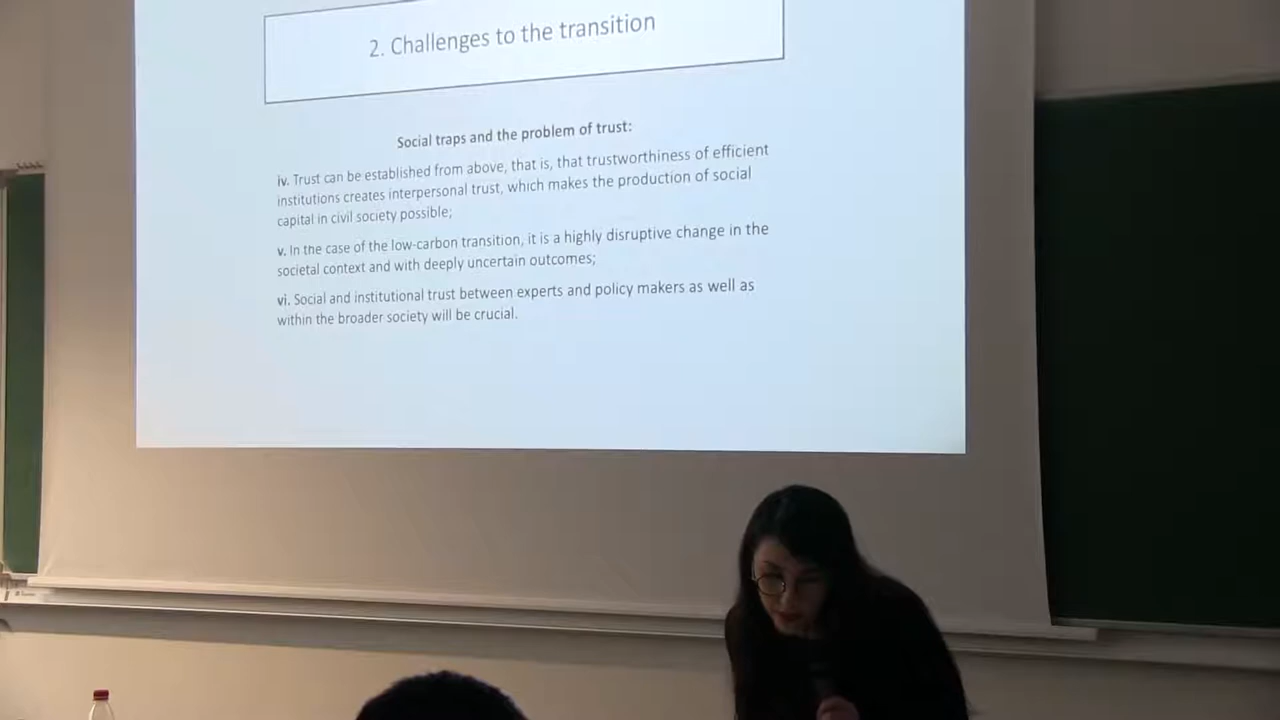 2. Challenges to the transition
Social traps and the problem of trust:
iv. Trust can be established from above, that is, that trustworthiness of efficient
institutions creates interpersonal trust, which makes the production of social
capital in civil society possible;
v. In the case of the low-carbon transition, it is a highly disruptive change in the
societal context and with deeply uncertain outcomes;
vi. Social and institutional trust between experts and policy makers as well as
within the broader society will be crucial.